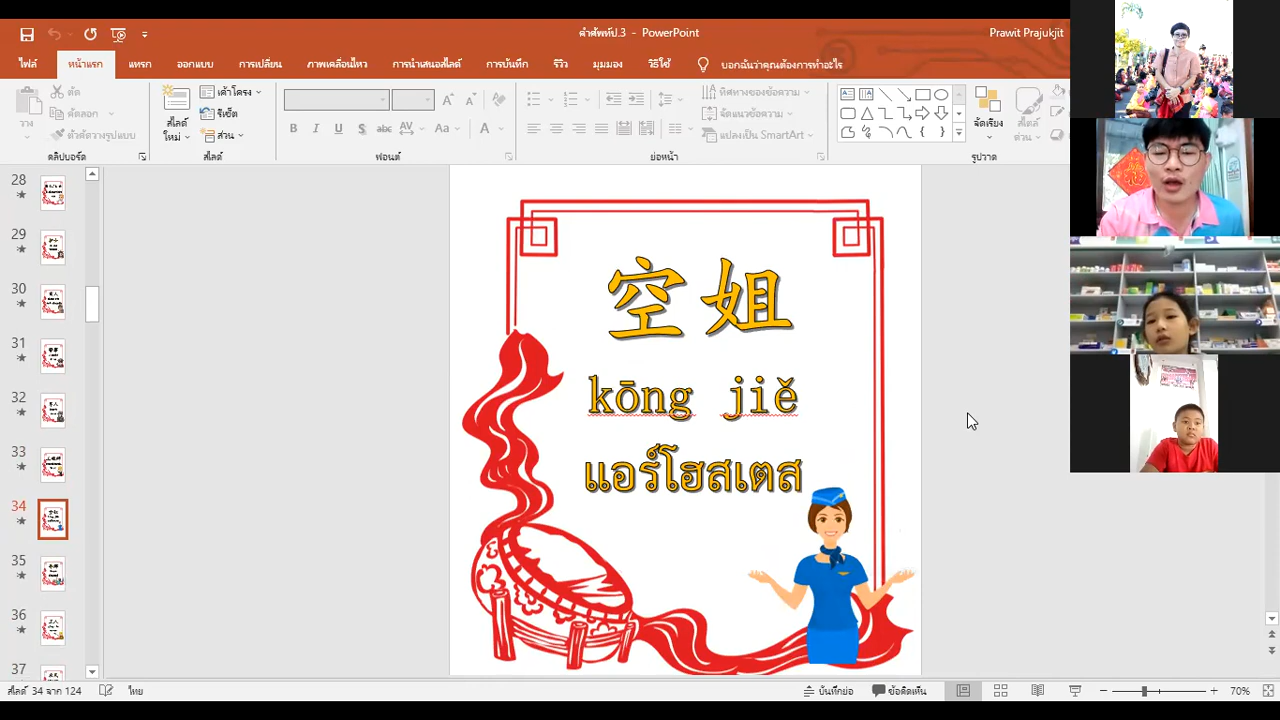 คำศัพท์ป.3 - PowerPoint
Prawit Prajukjit
ไฟล์ หน้าแรก แทรก ออกแบบ การเปลี่ยน ภาพเคลื่อนไหว การนำเสนอสไลด์ การบันทึก รีวิว มุมมอง วิธีใช้ บอกฉันว่าคุณต้องการทำอะไร
วาง
ตัด
คัดลอก
ตัวคัดวางรูปแบบ
คลิปบอร์ด
สไลด์
ใหม่
เค้าโครง
รีเซ็ต
ส่วน
สไลด์
B I U S abc AV Aa A
ฟอนต์
ทิศทางของข้อความ
จัดแนวข้อความ
แปลงเป็น SmartArt
ย่อหน้า
จัดเรียง
สไตล์
ด่วน
รูปวาด
28
29
30
31
32
33
34
35
36
37
空姐
kōng jiě
แอร์โฮสเตส
สไลด์ 34 จาก 124
ไทย
บันทึกย่อ
ข้อคิดเห็น
70%